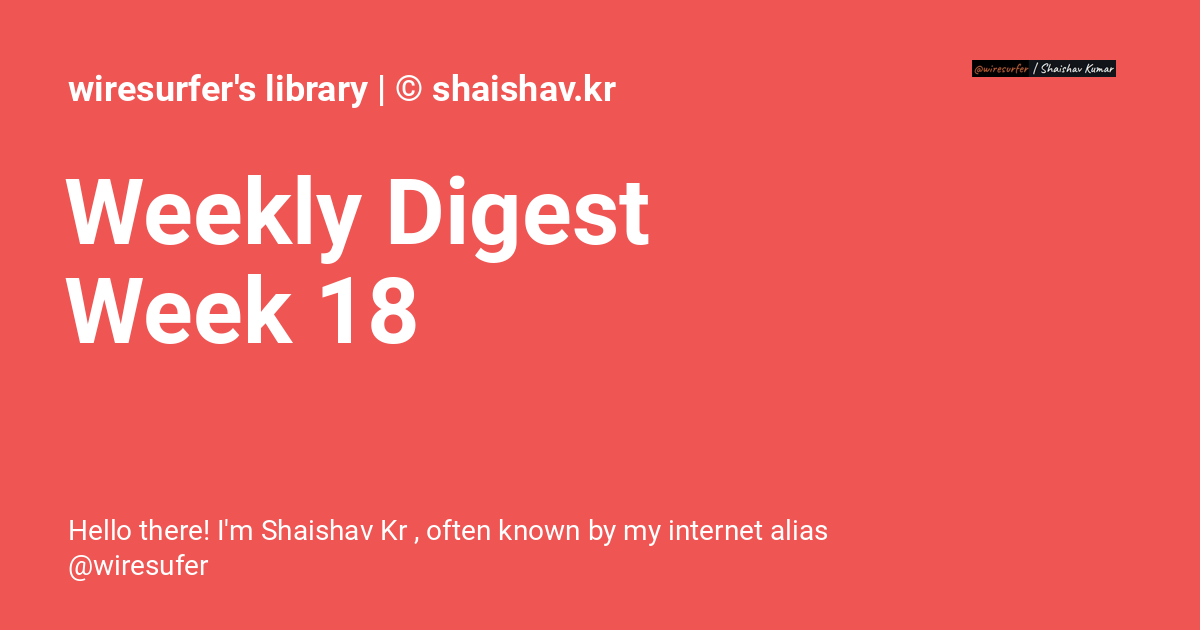 wiresurfer's library | © shaishav.kr
@wiresurfer | Shaishav Kumar
Weekly Digest
Week 18
Hello there! I'm Shaishav Kr , often known by my internet alias
@wiresufer